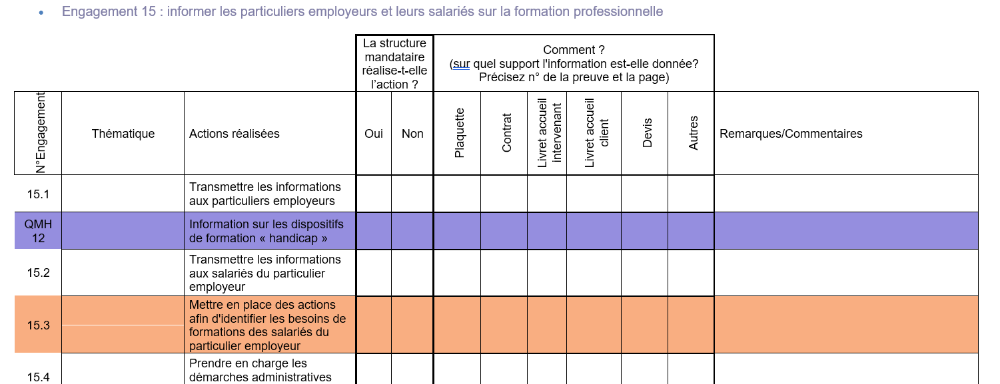 • Engagement 15 : informer les particuliers employeurs et leurs salariés sur la formation professionnelle
La structure
mandataire
réalise-t-elle
l’action ?
Comment ?
(sur quel support l'information est-elle donnée?
Précisez n° de la preuve et la page)
N°Engagement
Thématique
Actions réalisées
Oui
Non
Plaquette
Contrat
Livret accueil
intervenant
Livret accueil
client
Devis
Autres
Remarques/Commentaires
15.1
Transmettre les informations
aux particuliers employeurs
QMH
12
Information sur les dispositifs
de formation « handicap »
15.2
Transmettre les informations
aux salariés du particulier
employeur
15.3
Mettre en place des actions
afin d'identifier les besoins de
formations des salariés du
particulier employeur
15.4
Prendre en charge les
démarches administratives